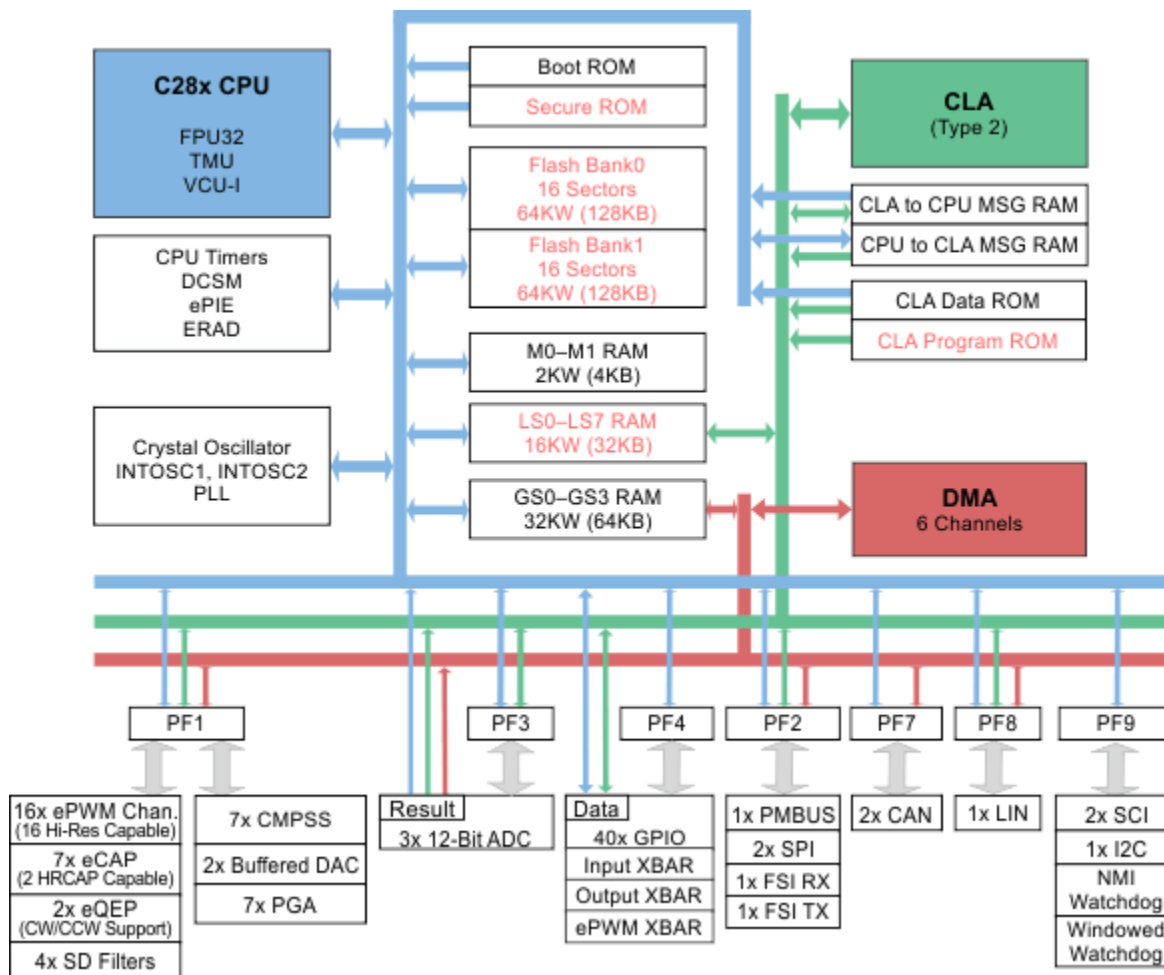 C28x CPU
FPU32
TMU
VCU-I
CPU Timers
DCSM
ePIE
ERAD
Crystal Oscillator
INTOSC1, INTOSC2
PLL
Boot ROM
Secure ROM
Flash Bank0
16 Sectors
64KW (128KB)
Flash Bank1
16 Sectors
64KW (128KB)
M0–M1 RAM
2KW (4KB)
LS0–LS7 RAM
16KW (32KB)
GS0–GS3 RAM
32KW (64KB)
CLA
(Type 2)
CLA to CPU MSG RAM
CPU to CLA MSG RAM
CLA Data ROM
CLA Program ROM
DMA
6 Channels
PF1
PF3
PF4
PF2
PF7
PF8
PF9
16x ePWM Chan.
(16 Hi-Res Capable)
7x eCAP
(2 HRCAP Capable)
2x eQEP
(CW/CCW Support)
4x SD Filters
7x CMPSS
2x Buffered DAC
7x PGA
Result
3x 12-Bit ADC
Data
40x GPIO
Input XBAR
Output XBAR
ePWM XBAR
1x PMBUS
2x SPI
1x FSI RX
1x FSI TX
2x CAN
1x LIN
2x SCI
1x I2C
NMI
Watchdog
Windowed
Watchdog